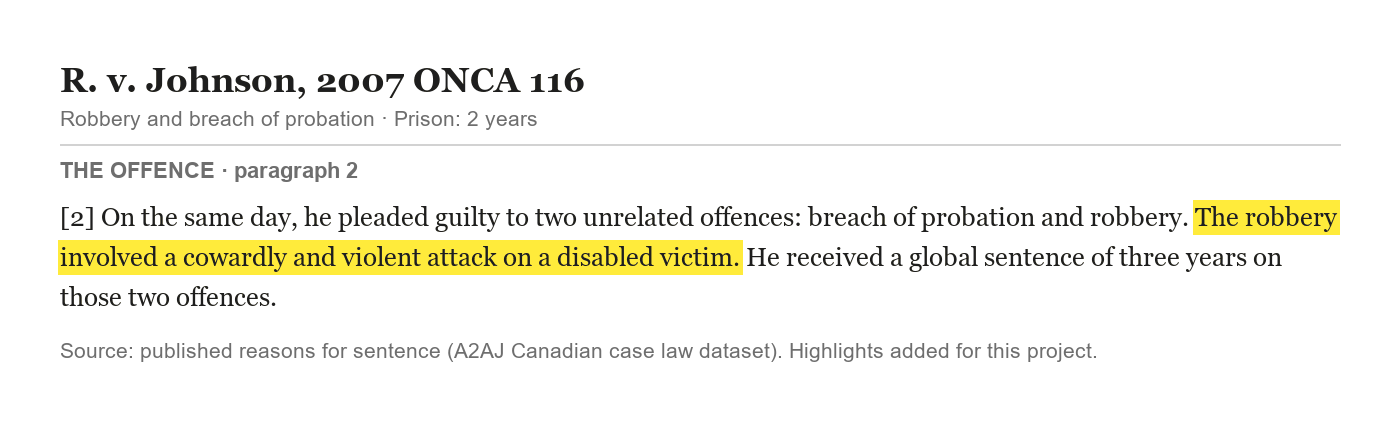 R. v. Johnson, 2007 ONCA 116
Robbery and breach of probation · Prison: 2 years
THE OFFENCE · paragraph 2
[2] On the same day, he pleaded guilty to two unrelated offences: breach of probation and robbery. The robbery
involved a cowardly and violent attack on a disabled victim. He received a global sentence of three years on
those two offences.
Source: published reasons for sentence (A2AJ Canadian case law dataset). Highlights added for this project.